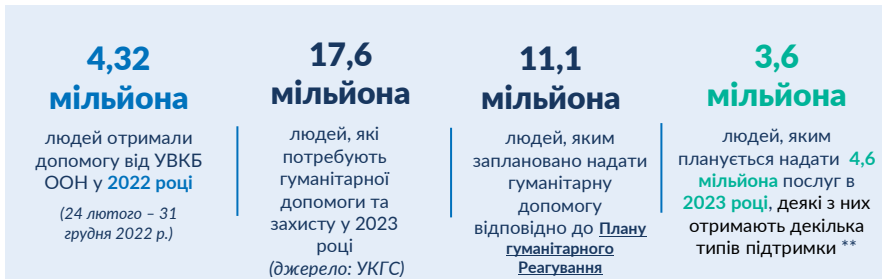 4,32
мільйона
людей отримали
допомогу від УВКБ
ООН у 2022 році
(24 лютого – 31
грудня 2022 р.)
17,6
мільйона
людей, які
потребують
гуманітарної
допомоги та
захисту у 2023
році
(джерело: УКГС)
11,1
мільйона
людей, яким
заплановано надати
гуманітарну
допомогу
відповідно до Плану
гуманітарного
Реагування
3,6
мільйона
людей, яким
планується надати 4,6
мільйона послуг в
2023 році, деякі з них
отримають декілька
типів підтримки **